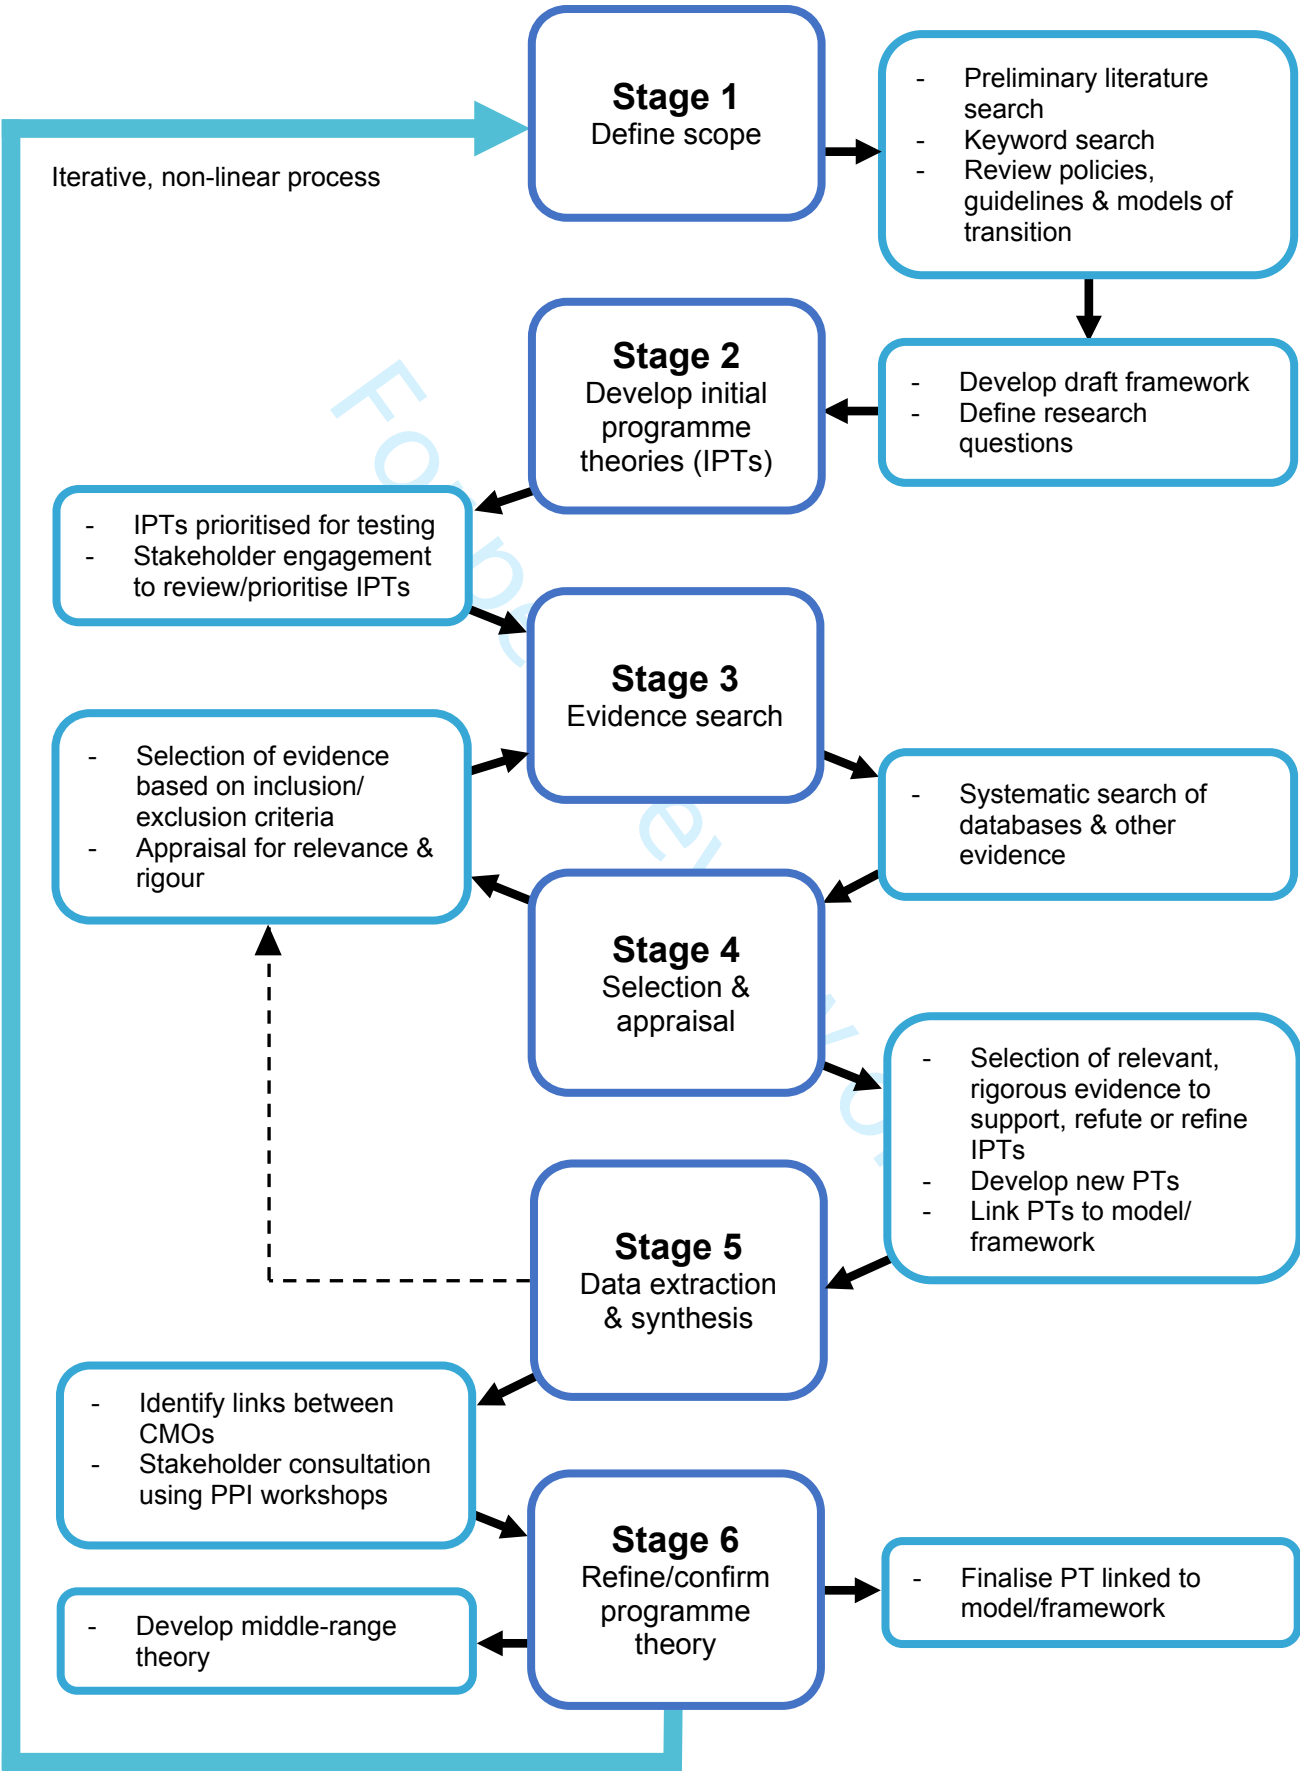 Stage 1
Define scope
- Preliminary literature
search
- Keyword search
- Review policies,
guidelines & models of
transition
Iterative, non-linear process
Stage 2
Develop initial
programme
theories (IPTs)
- Develop draft framework
- Define research
questions
- IPTs prioritised for testing
- Stakeholder engagement
to review/prioritise IPTs
Stage 3
Evidence search
- Selection of evidence
based on inclusion/
exclusion criteria
- Appraisal for relevance &
rigour
- Systematic search of
databases & other
evidence
Stage 4
Selection &
appraisal
- Selection of relevant,
rigorous evidence to
support, refute or refine
IPTs
- Develop new PTs
- Link PTs to model/
framework
Stage 5
Data extraction
& synthesis
- Identify links between
CMOs
- Stakeholder consultation
using PPI workshops
Stage 6
Refine/confirm
programme
theory
- Finalise PT linked to
model/framework
- Develop middle-range
theory